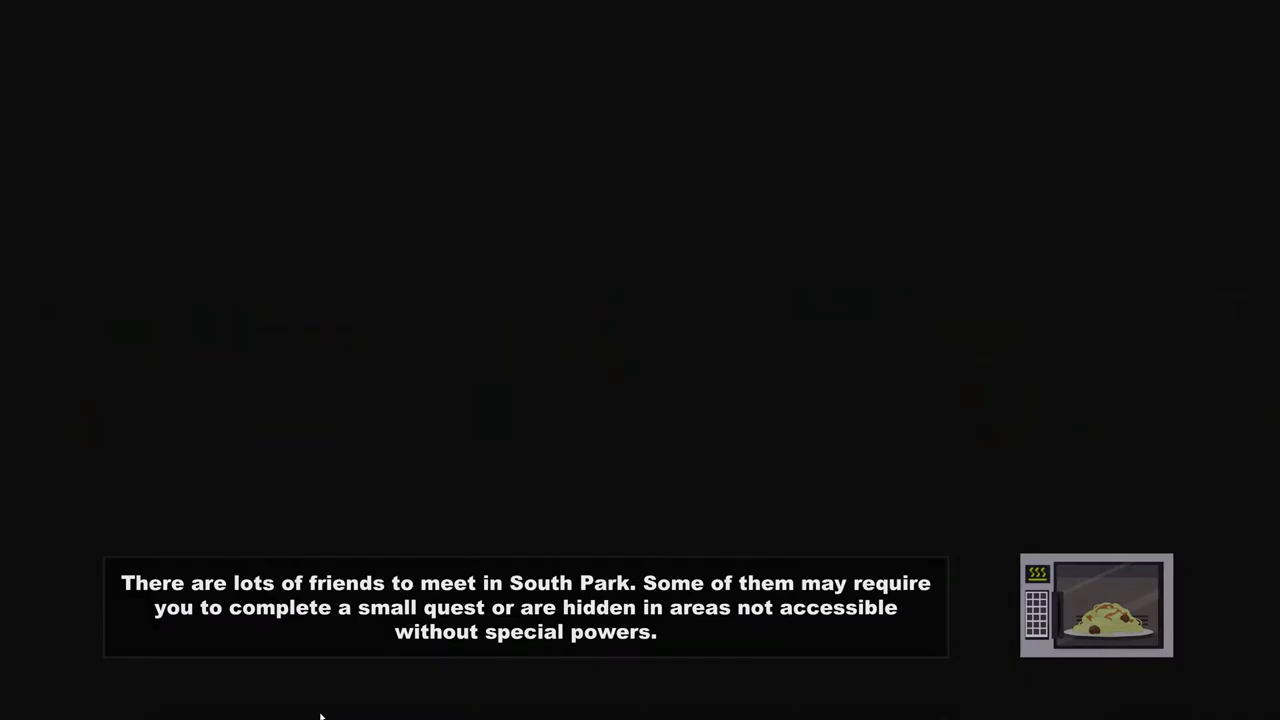 There are lots of friends to meet in South Park. Some of them may require
you to complete a small quest or are hidden in areas not accessible
without special powers.